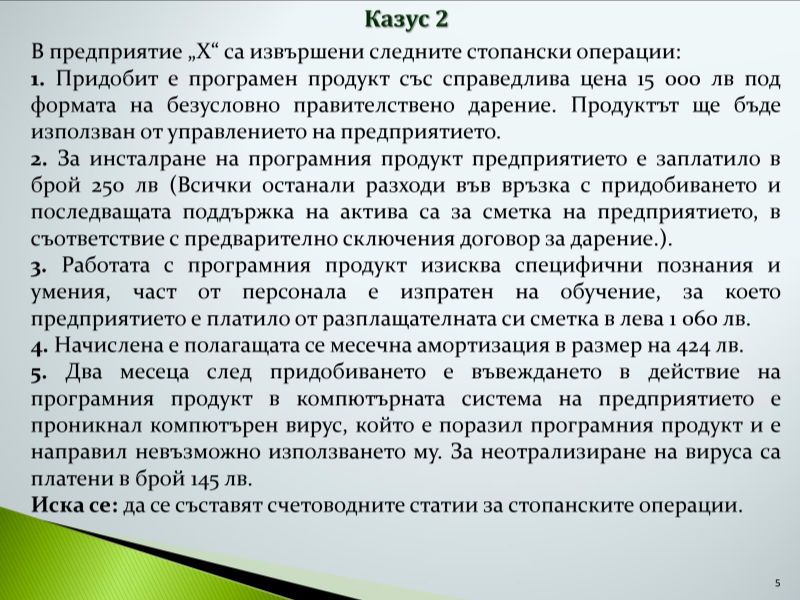 Казус 2
В предприятие „Х“ са извършени следните стопански операции:
1. Придобит е програмен продукт със справедлива цена 15 000 лв под
формата на безусловно правителствено дарение. Продуктът ще бъде
използван от управлението на предприятието.
2. За инсталране на програмния продукт предприятието е заплатило в
брой 250 лв (Всички останали разходи във връзка с придобиването и
последващата поддръжка на актива са за сметка на предприятието, в
съответствие с предварително сключения договор за дарение.).
3. Работата с програмния продукт изисква специфични познания и
умения, част от персонала е изпратен на обучение, за което
предприятието е платило от разплащателната си сметка в лева 1 060 лв.
4. Начислена е полагащата се месечна амортизация в размер на 424 лв.
5. Два месеца след придобиването е въвеждането в действие на
програмния продукт в компютърната система на предприятието е
проникнал компютърен вирус, който е поразил програмния продукт и е
направил невъзможно използването му. За неотрализиране на вируса са
платени в брой 145 лв.
Иска се: да се съставят счетоводните статии за стопанските операции.
5